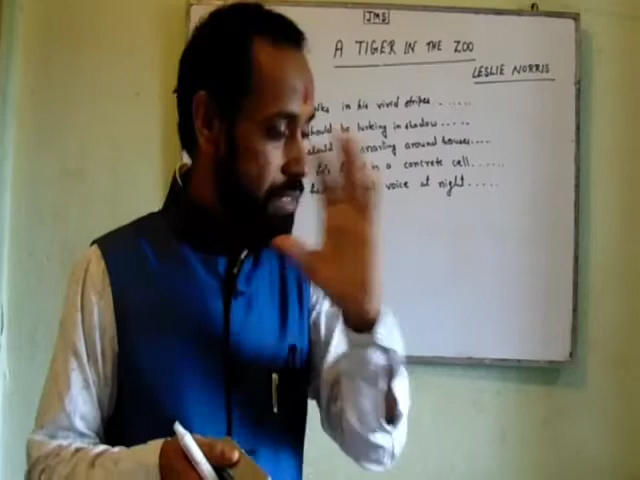 JMS
A TIGER IN THE ZOO
LESLIE NORRIS
in his vivid stripes ......
should be lurking in shadow .....
snarling around houses....
in a concrete cell......
voice at night.....